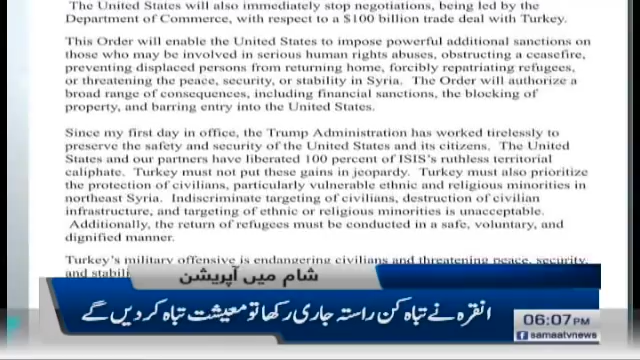 The United States will also immediately stop negotiations, being led by the
Department of Commerce, with respect to a $100 billion trade deal with Turkey.
This Order will enable the United States to impose powerful additional sanctions on
those who may be involved in serious human rights abuses, obstructing a ceasefire,
preventing displaced persons from returning home, forcibly repatriating refugees,
or threatening the peace, security, or stability in Syria. The Order will authorize a
broad range of consequences, including financial sanctions, the blocking of
property, and barring entry into the United States.
Since my first day in office, the Trump Administration has worked tirelessly to
preserve the safety and security of the United States and its citizens. The United
States and our partners have liberated 100 percent of ISIS's ruthless territorial
caliphate. Turkey must not put these gains in jeopardy. Turkey must also prioritize
the protection of civilians, particularly vulnerable ethnic and religious minorities in
northeast Syria. Indiscriminate targeting of civilians, destruction of civilian
infrastructure, and targeting of ethnic or religious minorities is unacceptable.
Additionally, the return of refugees must be conducted in a safe, voluntary, and
dignified manner.
Turkey's military offensive is endangering civilians and threatening peace, security,
and stabili
شام میں آپریشن
انقرہ نے تباہ کن راستہ جاری رکھا تو معیشت تباہ کر دیں گے
06:07 PM
samaatvnews